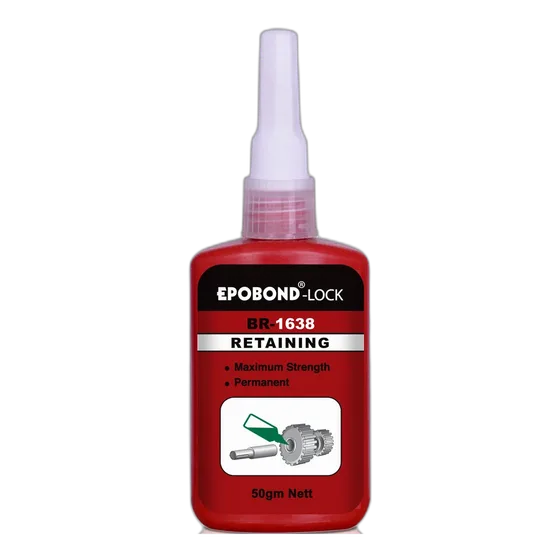 EPOBOND®-LOCK
BR-1638
RETAINING
• Maximum Strength
• Permanent
50gm Nett